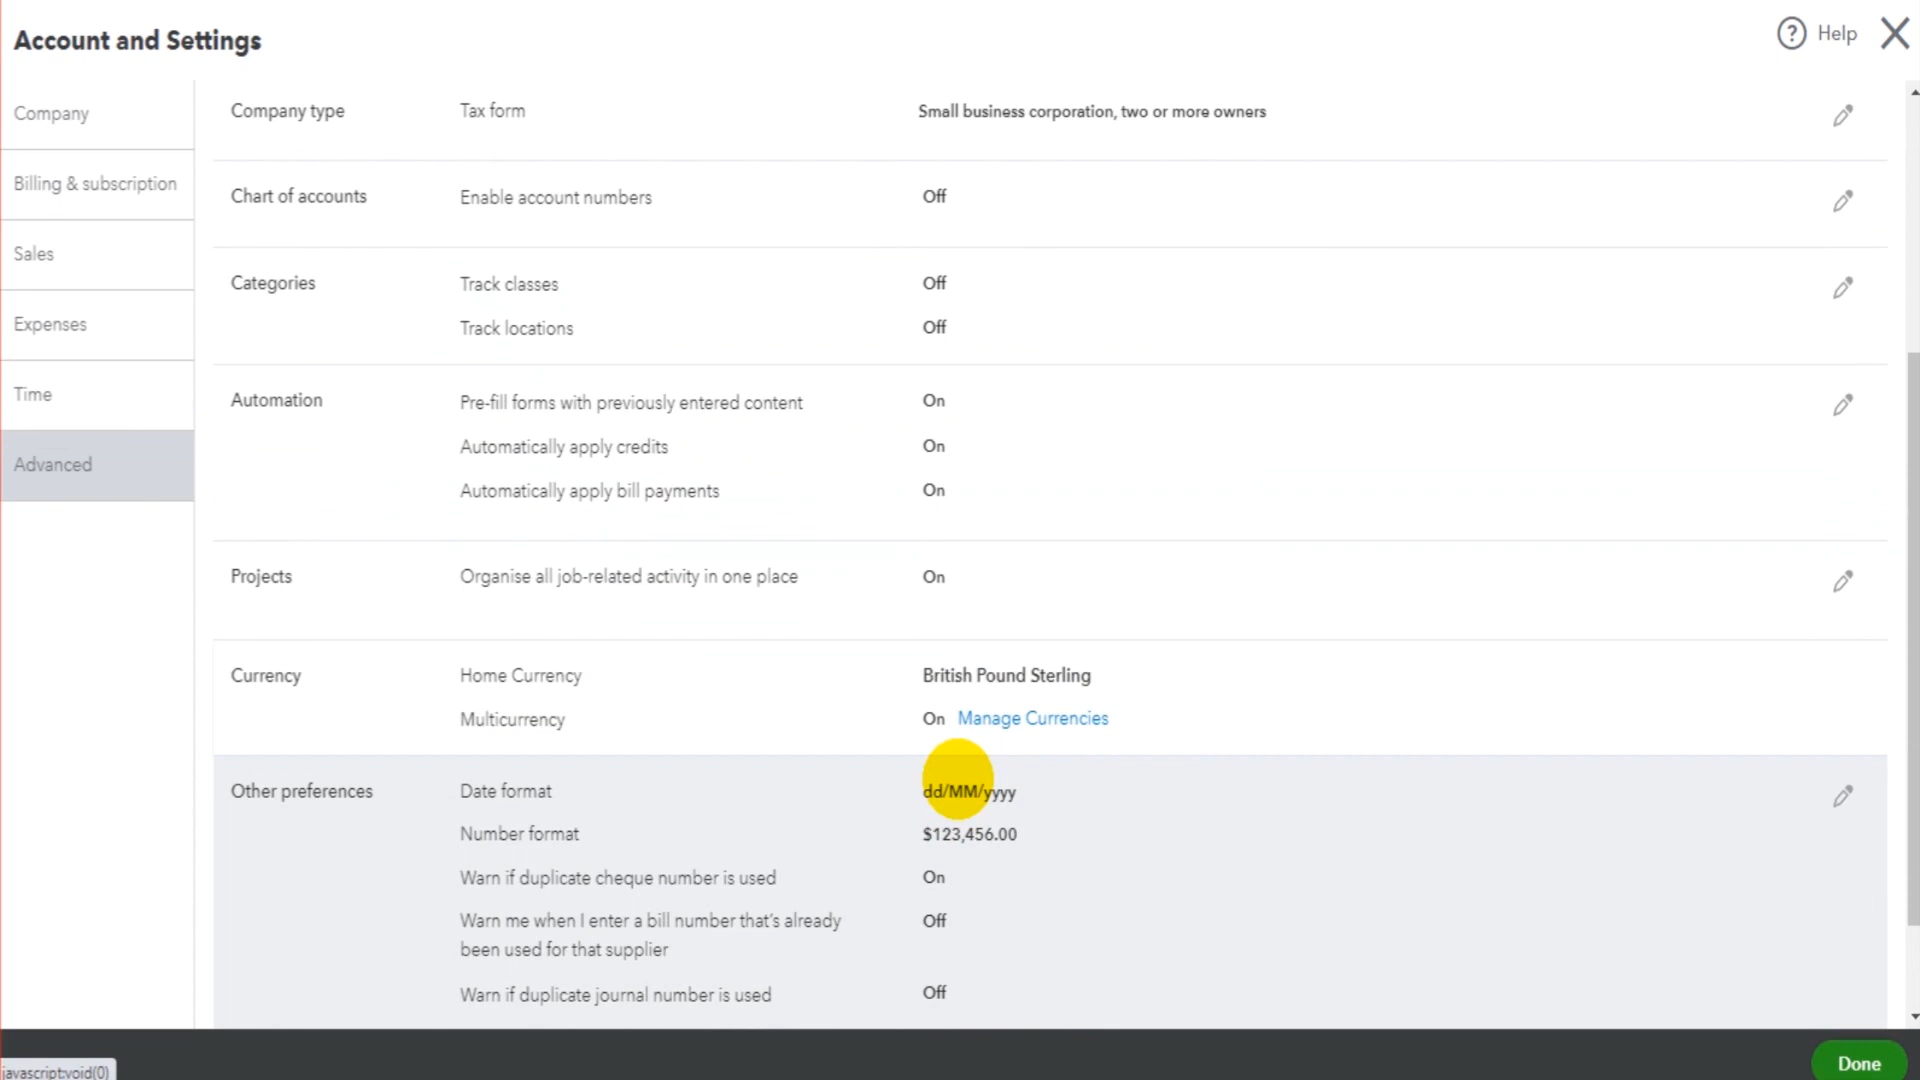 Account and Settings
? Help
Company
Billing & subscription
Sales
Expenses
Time
Advanced
Company type Tax form Small business corporation, two or more owners
Chart of accounts Enable account numbers Off
Categories Track classes Off
Track locations Off
Automation Pre-fill forms with previously entered content On
Automatically apply credits On
Automatically apply bill payments On
Projects Organise all job-related activity in one place On
Currency Home Currency British Pound Sterling
Multicurrency On Manage Currencies
Other preferences Date format dd/MM/yyyy
Number format $123,456.00
Warn if duplicate cheque number is used On
Warn me when I enter a bill number that's already Off
been used for that supplier
Warn if duplicate journal number is used Off
javascript:void(0)
Done